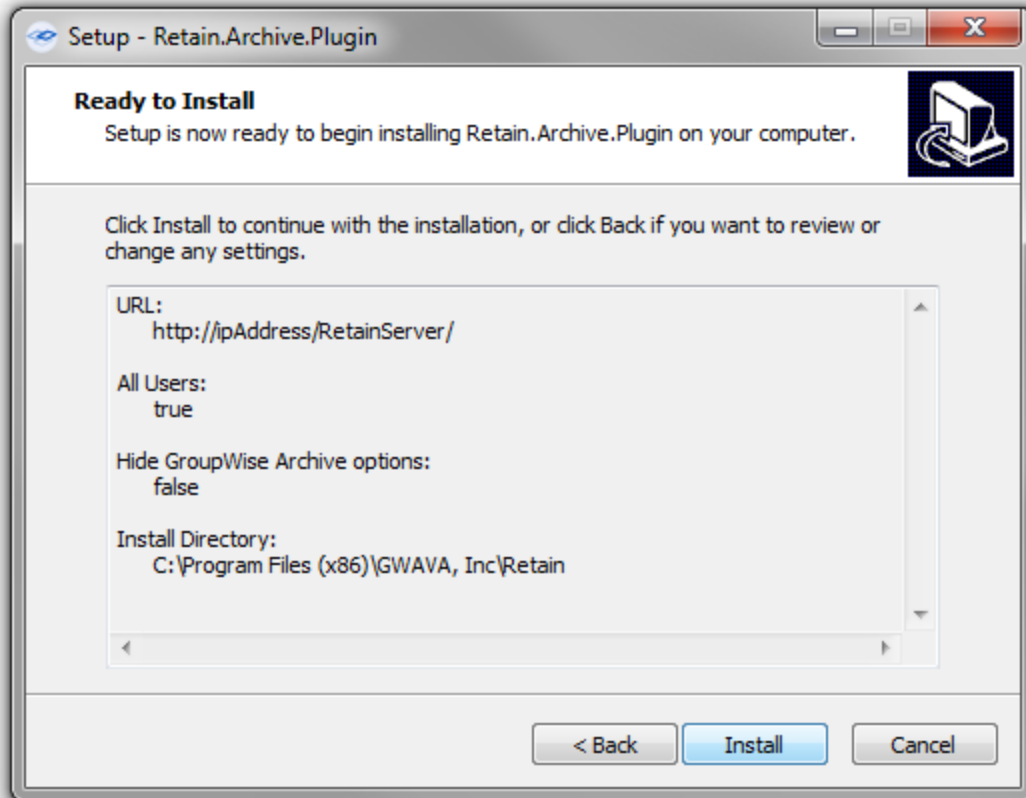 Setup - Retain.Archive.Plugin
Ready to Install
Setup is now ready to begin installing Retain.Archive.Plugin on your computer.
Click Install to continue with the installation, or click Back if you want to review or
change any settings.
URL:
http://ipAddress/RetainServer/
All Users:
true
Hide GroupWise Archive options:
false
Install Directory:
C:\Program Files (x86)\GWAVA, Inc\Retain
< Back
Install
Cancel